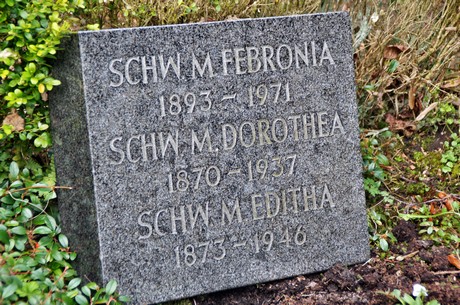 SCHW. M. FEBRONIA
1893 – 1971
SCHW. M. DOROTHEA
1870 – 1937
SCHW. M. EDITHA
1873 – 1946